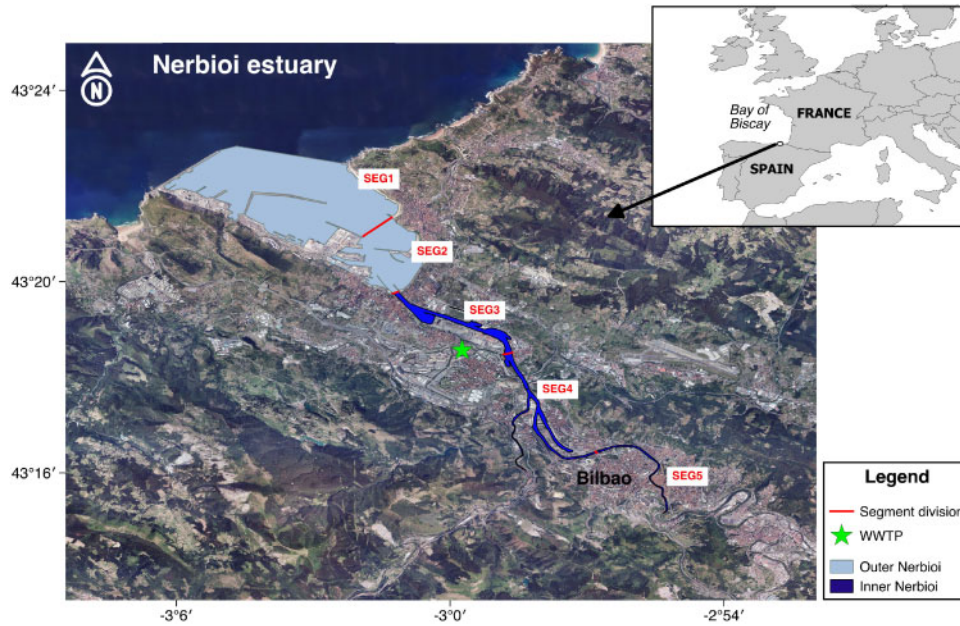 Nerbioi estuary
N
43°24′
43°20′
43°16′
-3°6′
-3°0′
-2°54′
SEG1
SEG2
SEG3
SEG4
SEG5
Bilbao
Bay of
Biscay
FRANCE
SPAIN
Legend
Segment division
WWTP
Outer Nerbioi
Inner Nerbioi